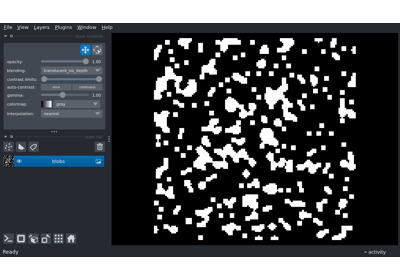 File View Layers Plugins Window Help
opacity: 1.00
blending: translucent_no_depth
contrast limits:
auto-contrast: once continuous
gamma: 1.00
colormap: gray
interpolation: nearest
blobs
Ready
activity